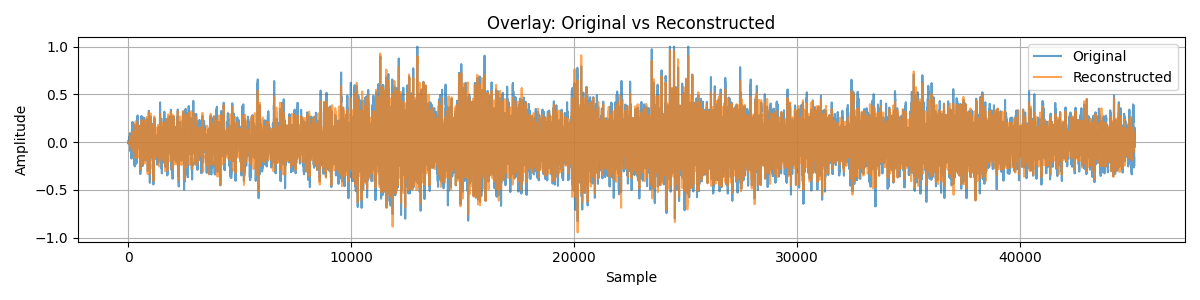 Overlay: Original vs Reconstructed
Original
Reconstructed
Amplitude
1.0
0.5
0.0
−0.5
−1.0
0
10000
20000
30000
40000
Sample